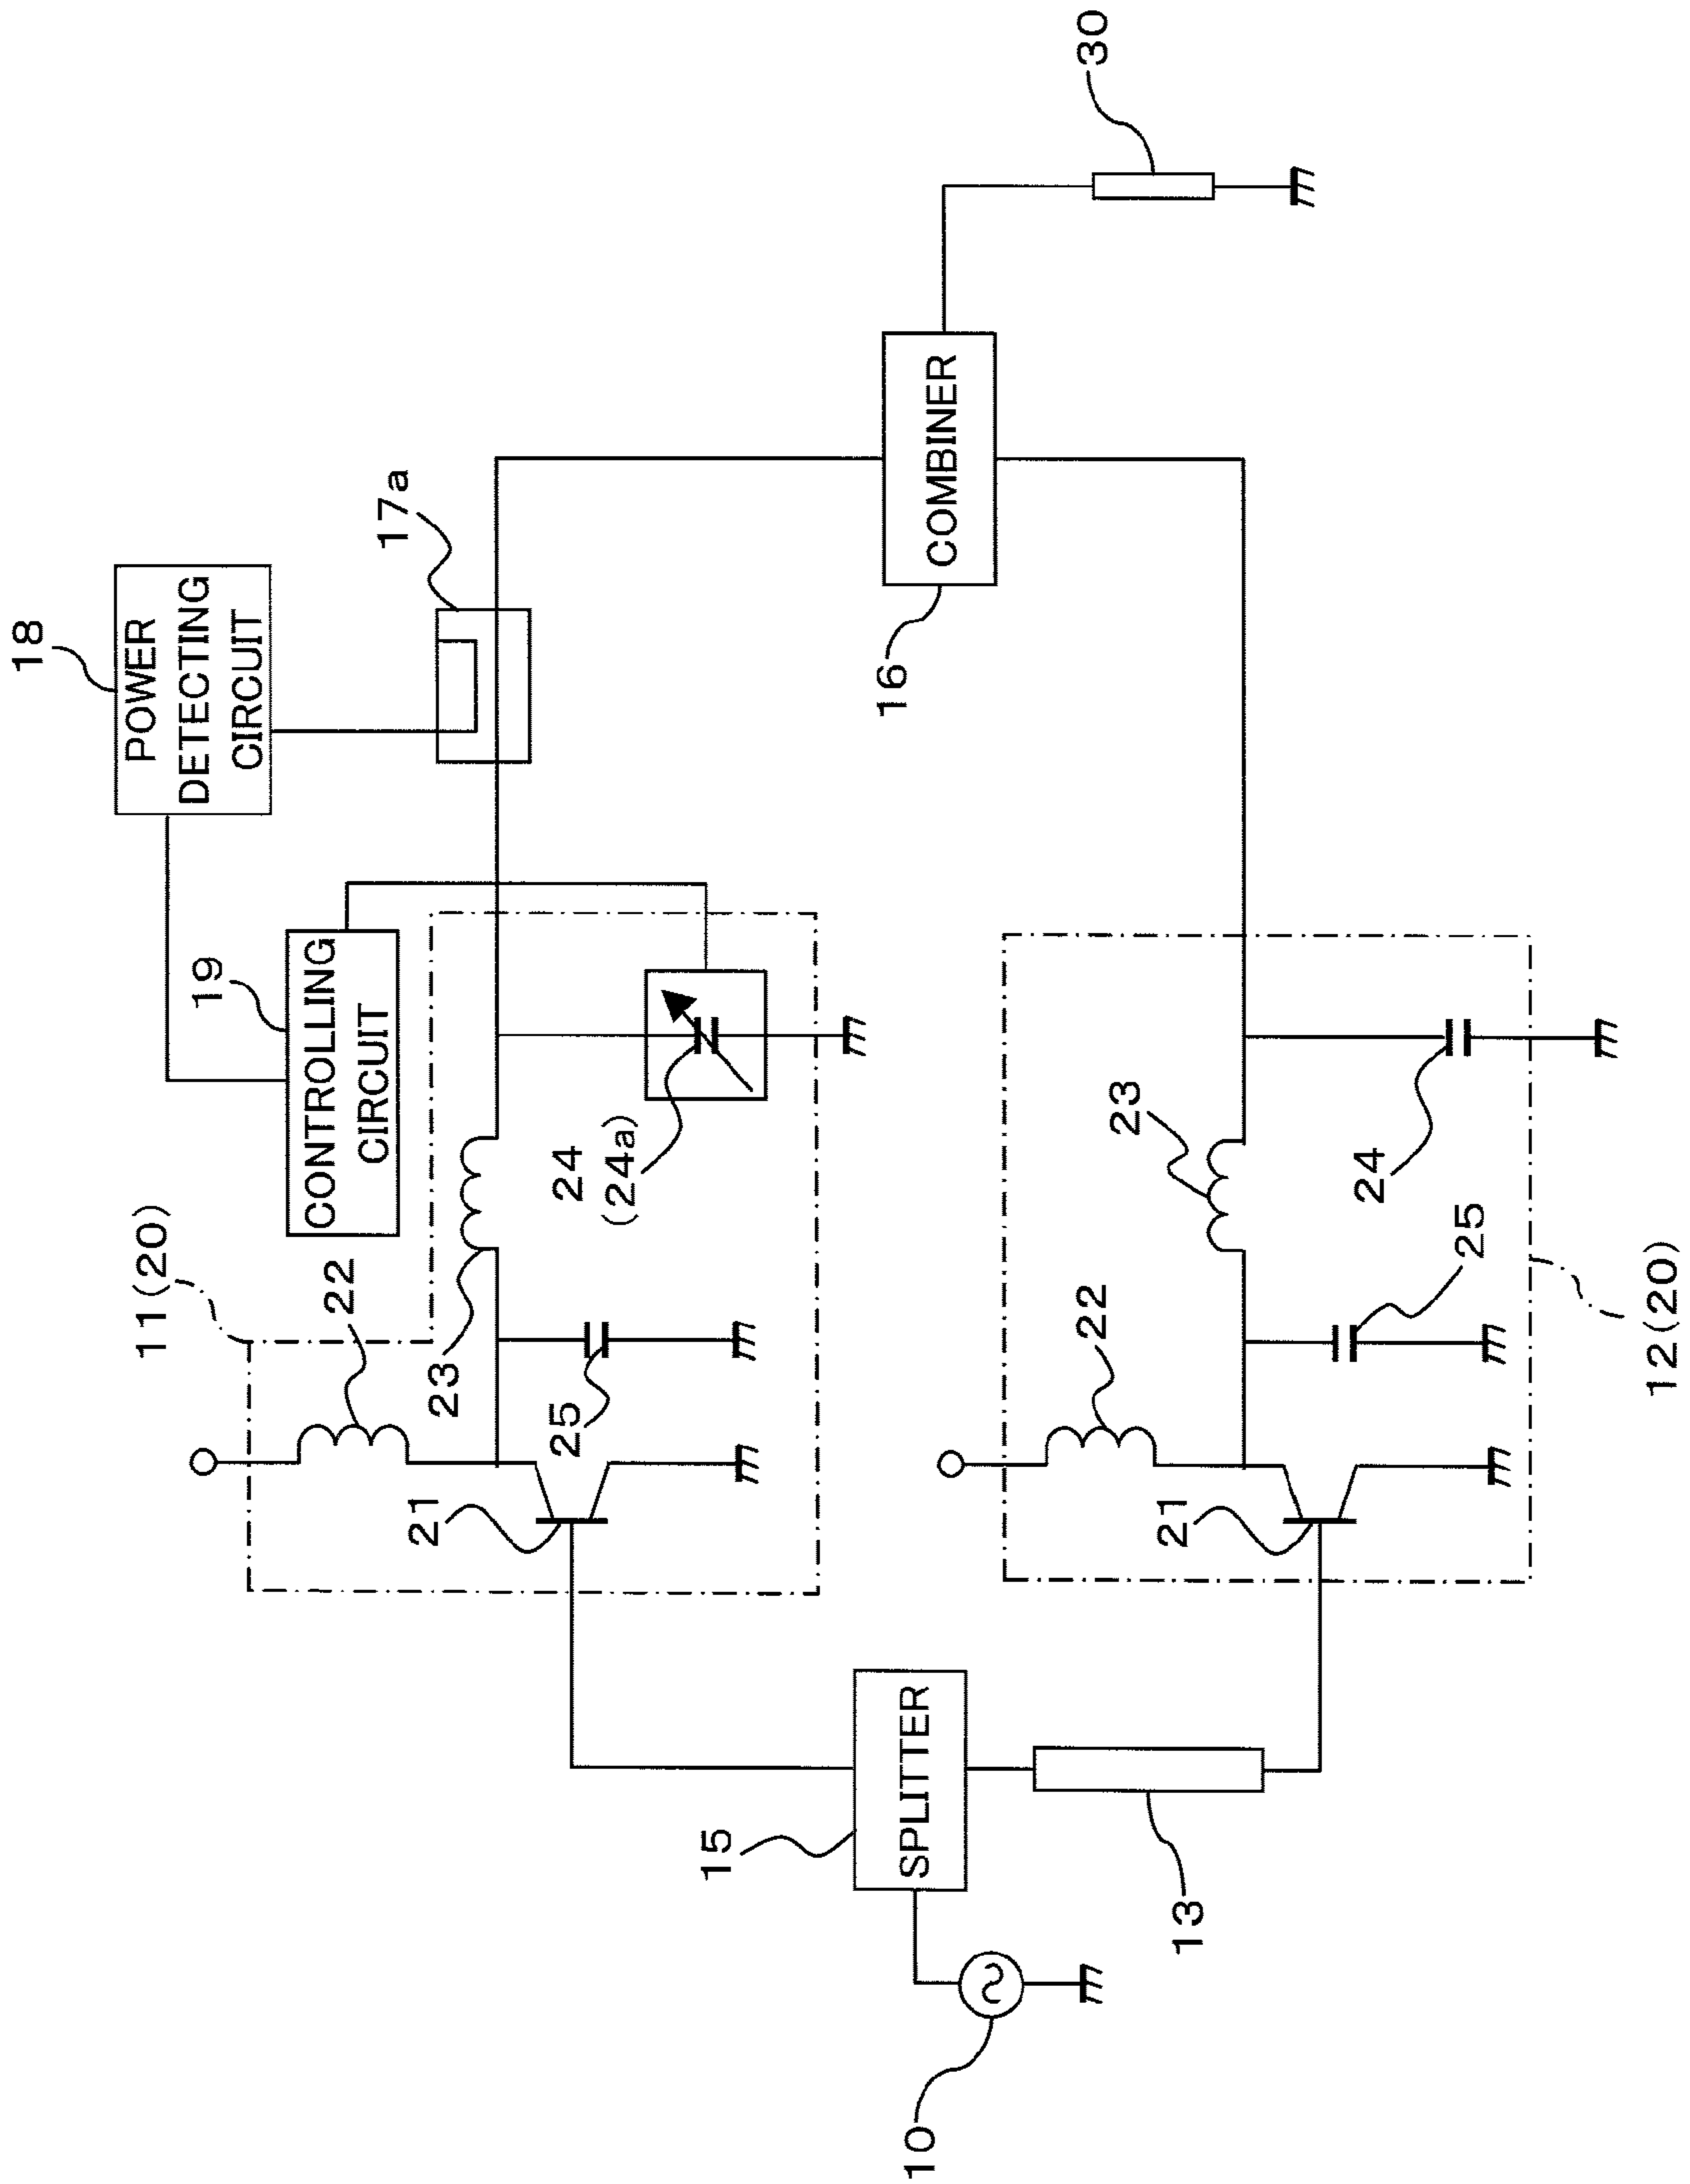 18
POWER
DETECTING
CIRCUIT
17a
30
19
CONTROLLING
CIRCUIT
11(20)
22
23
24
(24a)
25
21
COMBINER
16
SPLITTER
15
10
13
22
23
24
25
21
12(20)